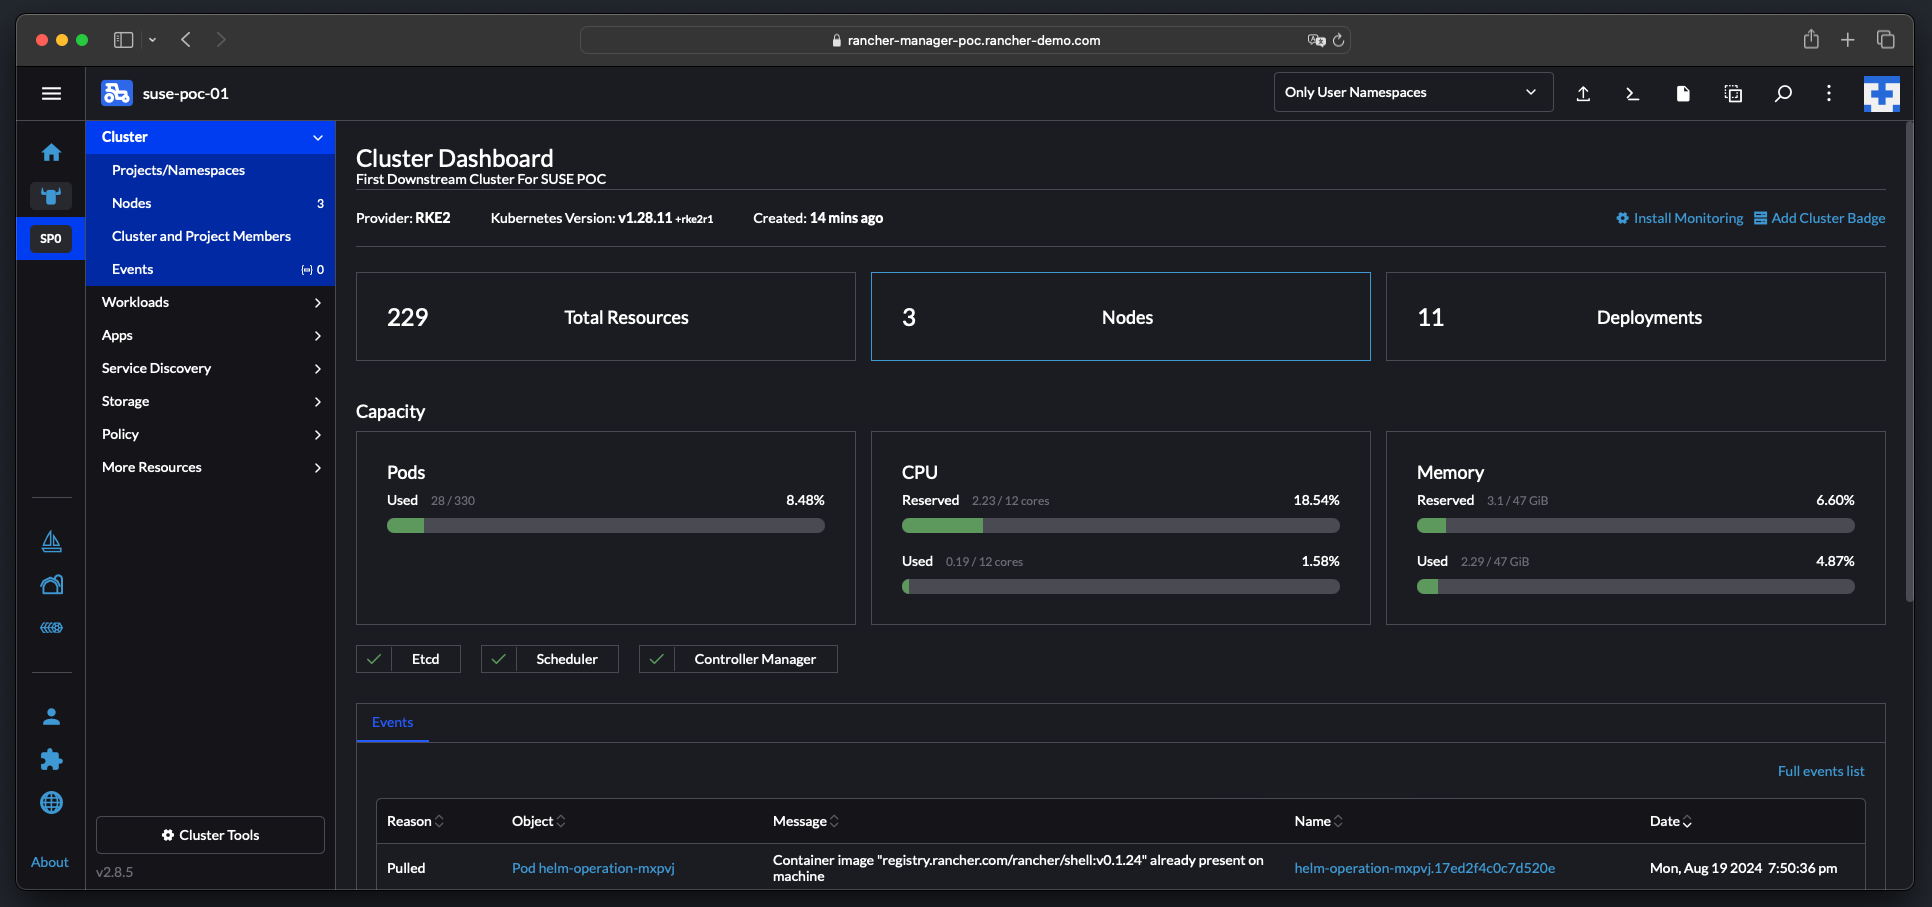 rancher-manager-poc.rancher-demo.com
suse-poc-01
Only User Namespaces
SP0
Cluster
Projects/Namespaces
Nodes 3
Cluster and Project Members
Events 0
Workloads
Apps
Service Discovery
Storage
Policy
More Resources
Cluster Tools
About
v2.8.5
Cluster Dashboard
First Downstream Cluster For SUSE POC
Provider: RKE2 Kubernetes Version: v1.28.11 +rke2r1 Created: 14 mins ago Install Monitoring Add Cluster Badge
229 Total Resources 3 Nodes 11 Deployments
Capacity
Pods
Used 28 / 330 8.48%
CPU
Reserved 2.23 / 12 cores 18.54%
Used 0.19 / 12 cores 1.58%
Memory
Reserved 3.1 / 47 GiB 6.60%
Used 2.29 / 47 GiB 4.87%
Etcd Scheduler Controller Manager
Events
Full events list
Reason Object Message Name Date
Pulled Pod helm-operation-mxpvj Container image "registry.rancher.com/rancher/shell:v0.1.24" already present on
machine helm-operation-mxpvj.17ed2f4c0c7d520e Mon, Aug 19 2024 7:50:36 pm